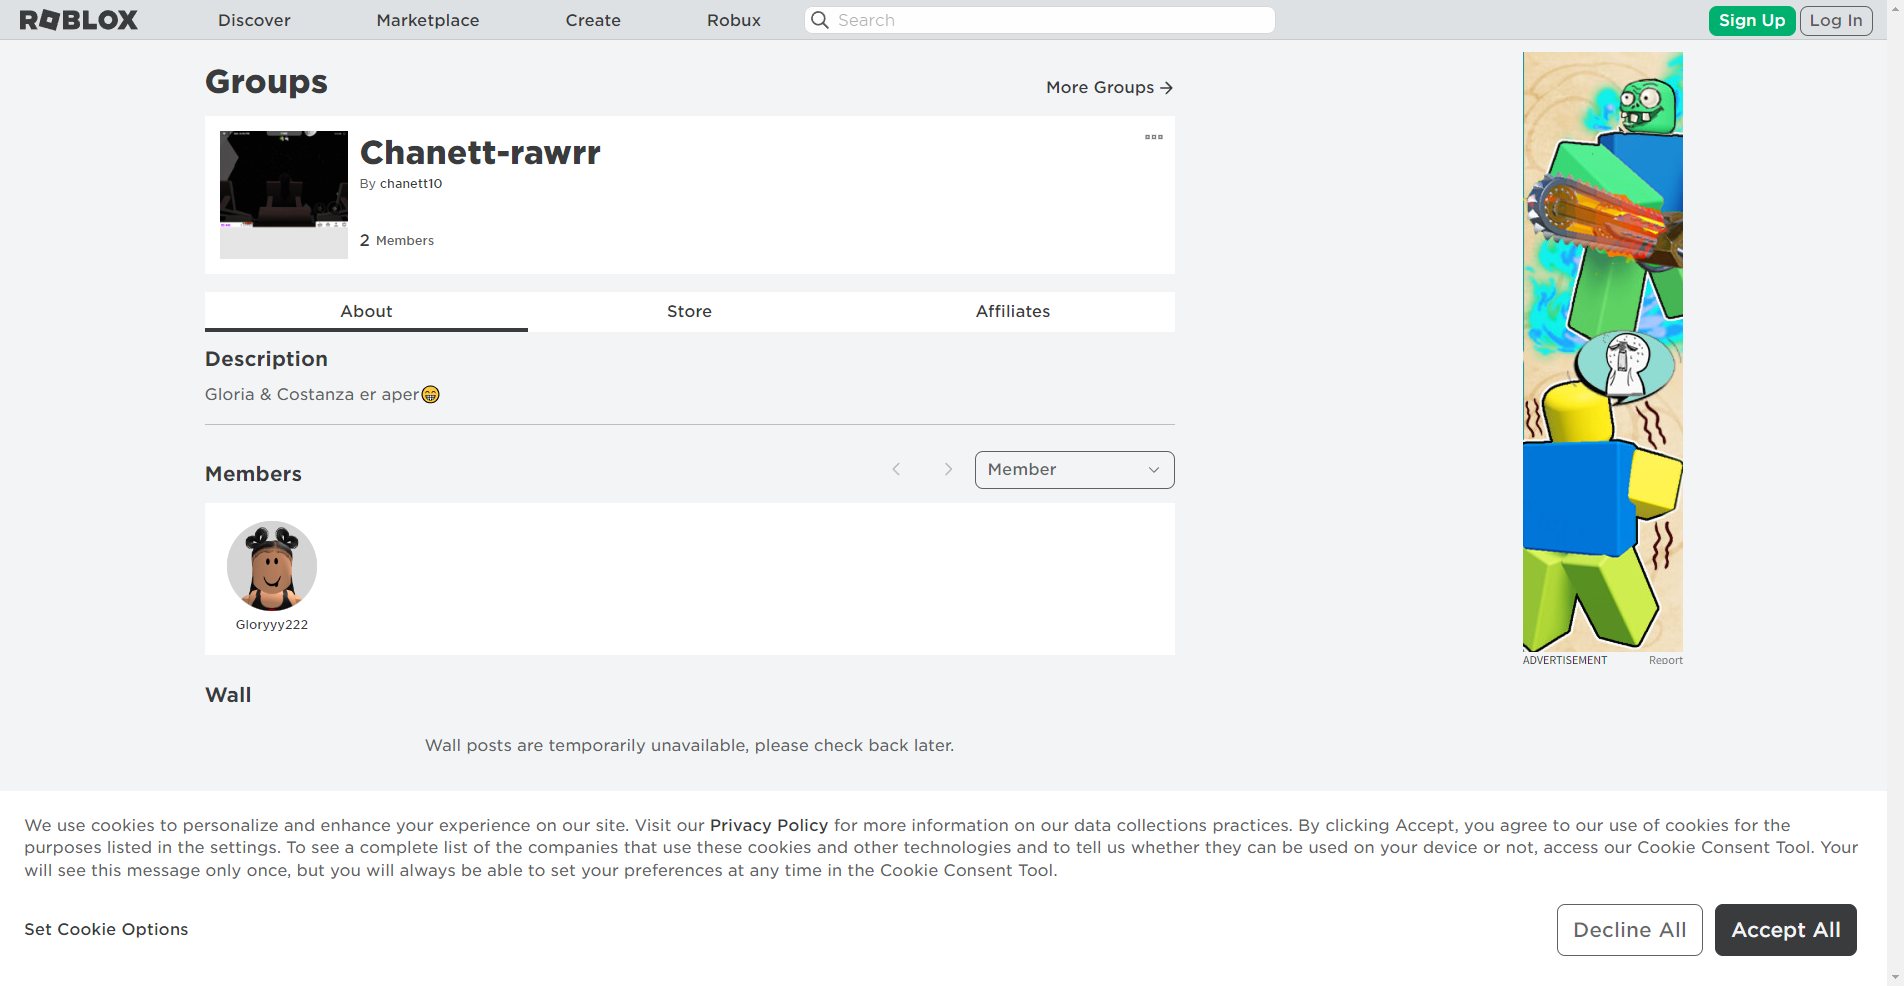 ROBLOX
Discover
Marketplace
Create
Robux
Search
Sign Up
Log In
Groups
More Groups
Chanett-rawrr
By chanett10
2 Members
About
Store
Affiliates
Description
Gloria & Costanza er aper😁
Members
Member
Gloryyy222
ADVERTISEMENT
Report
Wall
Wall posts are temporarily unavailable, please check back later.
We use cookies to personalize and enhance your experience on our site. Visit our Privacy Policy for more information on our data collections practices. By clicking Accept, you agree to our use of cookies for the
purposes listed in the settings. To see a complete list of the companies that use these cookies and other technologies and to tell us whether they can be used on your device or not, access our Cookie Consent Tool. Your
will see this message only once, but you will always be able to set your preferences at any time in the Cookie Consent Tool.
Set Cookie Options
Decline All
Accept All